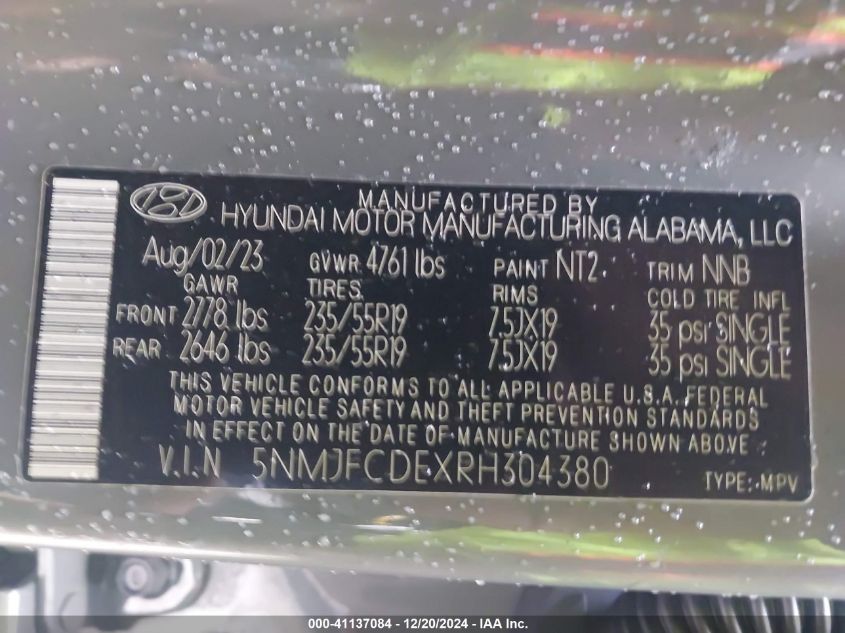 MANUFACTURED BY
HYUNDAI MOTOR MANUFACTURING ALABAMA, LLC
Aug/02/23 GVWR 4761 lbs PAINT NT2 TRIM NNB
GAWR TIRES RIMS COLD TIRE INFL
FRONT 2778 lbs 235/55R19 7.5JX19 35 psi SINGLE
REAR 2646 lbs 235/55R19 7.5JX19 35 psi SINGLE
THIS VEHICLE CONFORMS TO ALL APPLICABLE U.S.A. FEDERAL
MOTOR VEHICLE SAFETY AND THEFT PREVENTION STANDARDS
IN EFFECT ON THE DATE OF MANUFACTURE SHOWN ABOVE.
V.I.N 5NMJFCDEXRH304380 TYPE: MPV
000-41137084 - 12/20/2024 - IAA Inc.